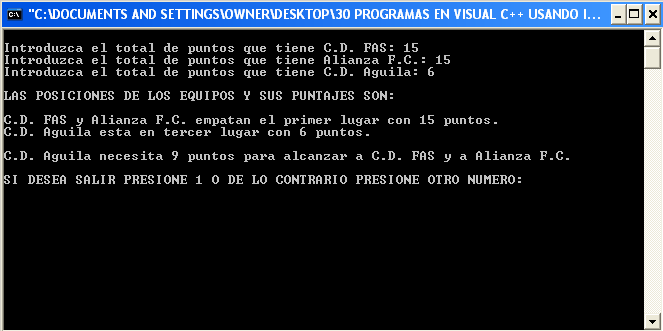 "C:\DOCUMENTS AND SETTINGS\OWNER\DESKTOP\30 PROGRAMAS EN VISUAL C++ USANDO I...
Introduzca el total de puntos que tiene C.D. FAS: 15
Introduzca el total de puntos que tiene Alianza F.C.: 15
Introduzca el total de puntos que tiene C.D. Aguila: 6
LAS POSICIONES DE LOS EQUIPOS Y SUS PUNTAJES SON:
C.D. FAS y Alianza F.C. empatan el primer lugar con 15 puntos.
C.D. Aguila esta en tercer lugar con 6 puntos.
C.D. Aguila necesita 9 puntos para alcanzar a C.D. FAS y a Alianza F.C.
SI DESEA SALIR PRESIONE 1 O DE LO CONTRARIO PRESIONE OTRO NUMERO: